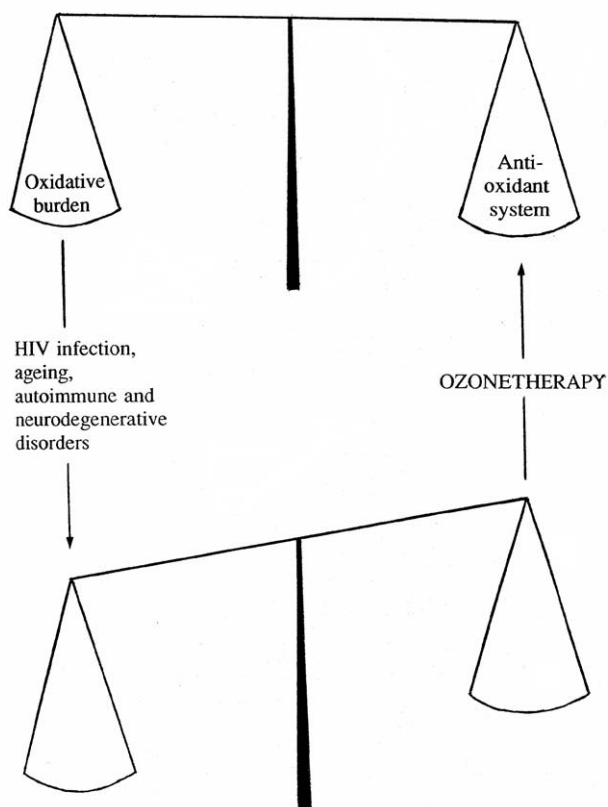 Oxidative
burden
Anti-
oxidant
system
HIV infection,
ageing,
autoimmune and
neurodegenerative
disorders
OZONETHERAPY